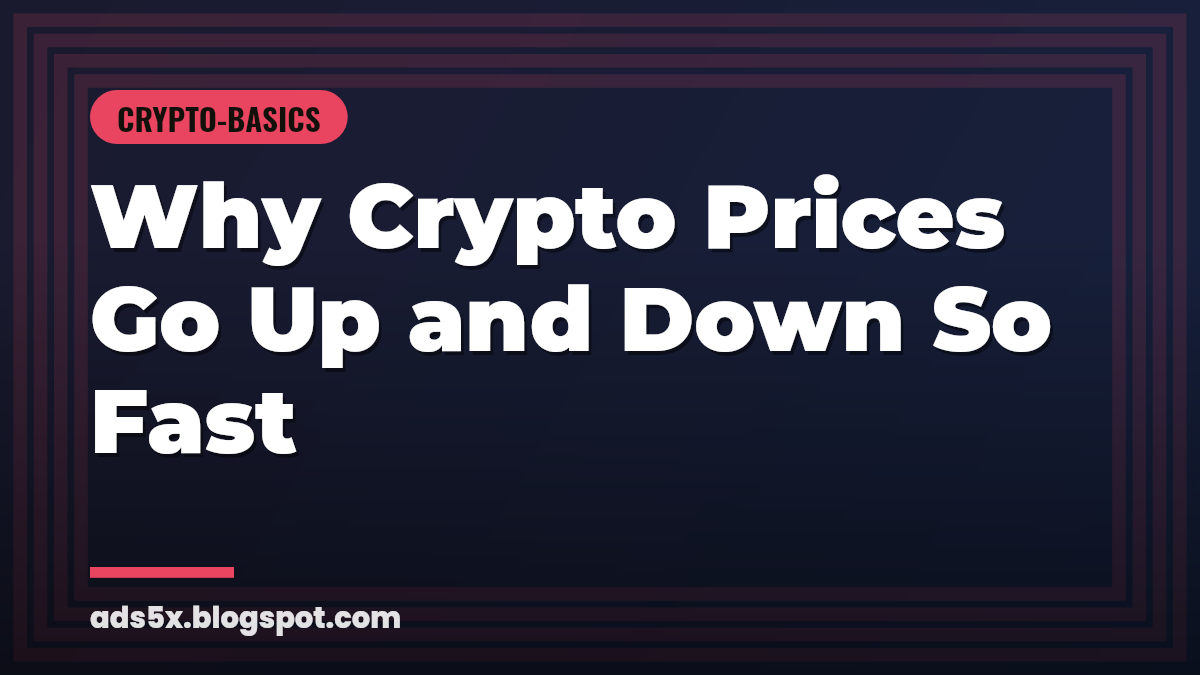 CRYPTO-BASICS
Why Crypto Prices
Go Up and Down So
Fast
ads5x.blogspot.com